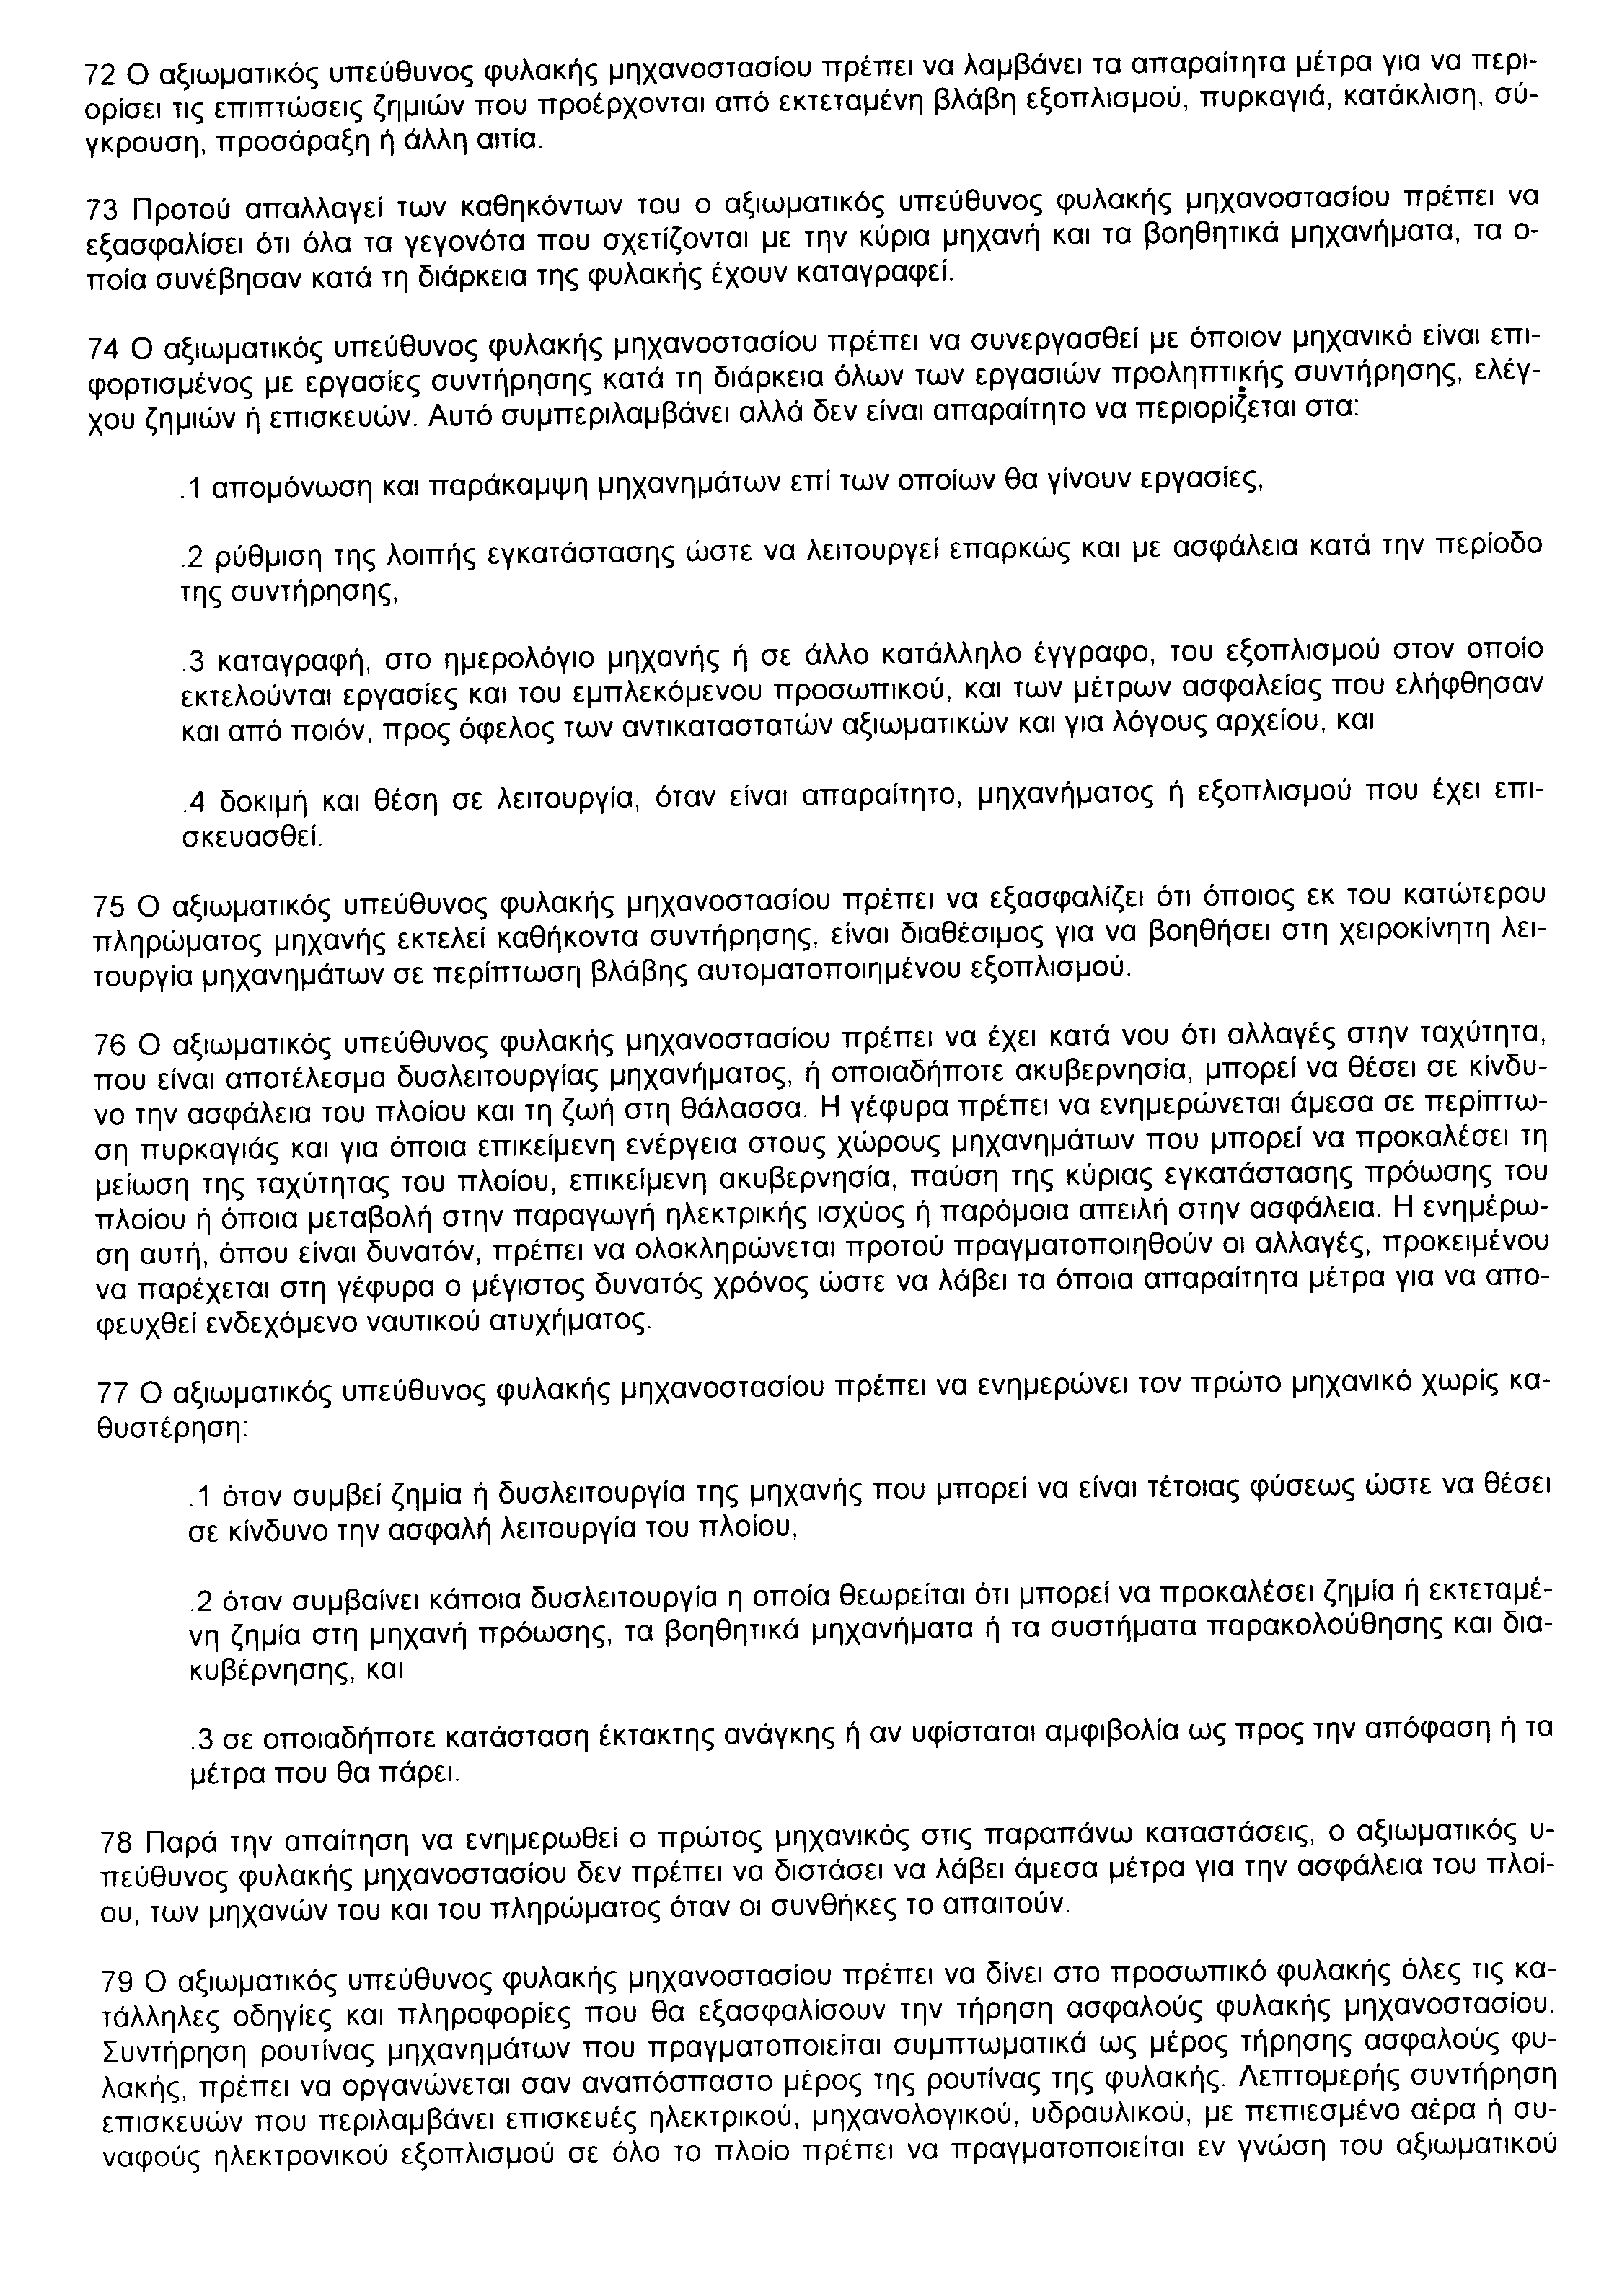 72 Ο αξιωματικός υπεύθυνος φυλακής μηχανοστασίου πρέπει να λαμβάνει τα απαραίτητα μέτρα για να περι-
ορίσει τις επιπτώσεις ζημιών που προέρχονται από εκτεταμένη βλάβη εξοπλισμού, πυρκαγιά, κατάκλιση, σύ-
γκρουση, προσάραξη ή άλλη αιτία.
73 Προτού απαλλαγεί των καθηκόντων του ο αξιωματικός υπεύθυνος φυλακής μηχανοστασίου πρέπει να
εξασφαλίσει ότι όλα τα γεγονότα που σχετίζονται με την κύρια μηχανή και τα βοηθητικά μηχανήματα, τα ο-
ποία συνέβησαν κατά τη διάρκεια της φυλακής έχουν καταγραφεί.
74 Ο αξιωματικός υπεύθυνος φυλακής μηχανοστασίου πρέπει να συνεργασθεί με όποιον μηχανικό είναι επι-
φορτισμένος με εργασίες συντήρησης κατά τη διάρκεια όλων των εργασιών προληπτικής συντήρησης, ελέγ-
χου ζημιών ή επισκευών. Αυτό συμπεριλαμβάνει αλλά δεν είναι απαραίτητο να περιορίζεται στα:
.1 απομόνωση και παράκαμψη μηχανημάτων επί των οποίων θα γίνουν εργασίες,
.2 ρύθμιση της λοιπής εγκατάστασης ώστε να λειτουργεί επαρκώς και με ασφάλεια κατά την περίοδο
της συντήρησης,
.3 καταγραφή, στο ημερολόγιο μηχανής ή σε άλλο κατάλληλο έγγραφο, του εξοπλισμού στον οποίο
εκτελούνται εργασίες και του εμπλεκόμενου προσωπικού, και των μέτρων ασφαλείας που ελήφθησαν
και από ποιόν, προς όφελος των αντικαταστατών αξιωματικών και για λόγους αρχείου, και
.4 δοκιμή και θέση σε λειτουργία, όταν είναι απαραίτητο, μηχανήματος ή εξοπλισμού που έχει επι-
σκευασθεί.
75 Ο αξιωματικός υπεύθυνος φυλακής μηχανοστασίου πρέπει να εξασφαλίζει ότι όποιος εκ του κατώτερου
πληρώματος μηχανής εκτελεί καθήκοντα συντήρησης, είναι διαθέσιμος για να βοηθήσει στη χειροκίνητη λει-
τουργία μηχανημάτων σε περίπτωση βλάβης αυτοματοποιημένου εξοπλισμού.
76 Ο αξιωματικός υπεύθυνος φυλακής μηχανοστασίου πρέπει να έχει κατά νου ότι αλλαγές στην ταχύτητα,
που είναι αποτέλεσμα δυσλειτουργίας μηχανήματος, ή οποιαδήποτε ακυβερνησία, μπορεί να θέσει σε κίνδυ-
νο την ασφάλεια του πλοίου και τη ζωή στη θάλασσα. Η γέφυρα πρέπει να ενημερώνεται άμεσα σε περίπτω-
ση πυρκαγιάς και για όποια επικείμενη ενέργεια στους χώρους μηχανημάτων που μπορεί να προκαλέσει τη
μείωση της ταχύτητας του πλοίου, επικείμενη ακυβερνησία, παύση της κύριας εγκατάστασης πρόωσης του
πλοίου ή όποια μεταβολή στην παραγωγή ηλεκτρικής ισχύος ή παρόμοια απειλή στην ασφάλεια. Η ενημέρω-
ση αυτή, όπου είναι δυνατόν, πρέπει να ολοκληρώνεται προτού πραγματοποιηθούν οι αλλαγές, προκειμένου
να παρέχεται στη γέφυρα ο μέγιστος δυνατός χρόνος ώστε να λάβει τα όποια απαραίτητα μέτρα για να απο-
φευχθεί ενδεχόμενο ναυτικού ατυχήματος.
77 Ο αξιωματικός υπεύθυνος φυλακής μηχανοστασίου πρέπει να ενημερώνει τον πρώτο μηχανικό χωρίς κα-
θυστέρηση:
.1 όταν συμβεί ζημία ή δυσλειτουργία της μηχανής που μπορεί να είναι τέτοιας φύσεως ώστε να θέσει
σε κίνδυνο την ασφαλή λειτουργία του πλοίου,
.2 όταν συμβαίνει κάποια δυσλειτουργία η οποία θεωρείται ότι μπορεί να προκαλέσει ζημία ή εκτεταμέ-
νη ζημία στη μηχανή πρόωσης, τα βοηθητικά μηχανήματα ή τα συστήματα παρακολούθησης και δια-
κυβέρνησης, και
.3 σε οποιαδήποτε κατάσταση έκτακτης ανάγκης ή αν υφίσταται αμφιβολία ως προς την απόφαση ή τα
μέτρα που θα πάρει.
78 Παρά την απαίτηση να ενημερωθεί ο πρώτος μηχανικός στις παραπάνω καταστάσεις, ο αξιωματικός υ-
πεύθυνος φυλακής μηχανοστασίου δεν πρέπει να διστάσει να λάβει άμεσα μέτρα για την ασφάλεια του πλοί-
ου, των μηχανών του και του πληρώματος όταν οι συνθήκες το απαιτούν.
79 Ο αξιωματικός υπεύθυνος φυλακής μηχανοστασίου πρέπει να δίνει στο προσωπικό φυλακής όλες τις κα-
τάλληλες οδηγίες και πληροφορίες που θα εξασφαλίσουν την τήρηση ασφαλούς φυλακής μηχανοστασίου.
Συντήρηση ρουτίνας μηχανημάτων που πραγματοποιείται συμπτωματικά ως μέρος τήρησης ασφαλούς φυ-
λακής, πρέπει να οργανώνεται σαν αναπόσπαστο μέρος της ρουτίνας της φυλακής. Λεπτομερής συντήρηση
επισκευών που περιλαμβάνει επισκευές ηλεκτρικού, μηχανολογικού, υδραυλικού, με πεπιεσμένο αέρα ή συ-
ναφούς ηλεκτρονικού εξοπλισμού σε όλο το πλοίο πρέπει να πραγματοποιείται εν γνώση του αξιωματικού